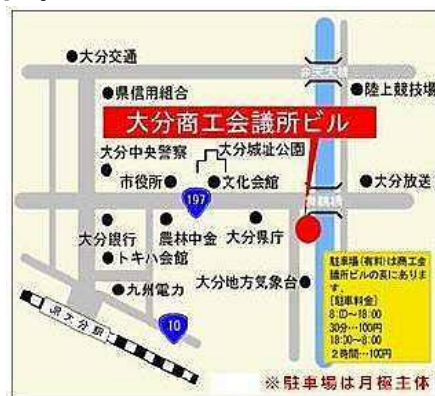 大分交通
県信用組合
陸上競技場
大分商工会議所ビル
大分中央警察
大分城址公園
市役所
文化会館
大分放送
197
大分銀行
農林中金
大分県庁
トキハ会館
九州電力
大分地方気象台
JR大分駅
10
駐車場(有料)は商工会
議所ビルの裏にありま
す。
[駐車料金]
8:00~18:00
30分…100円
18:00~8:00
2時間…100円
※駐車場は月極主体